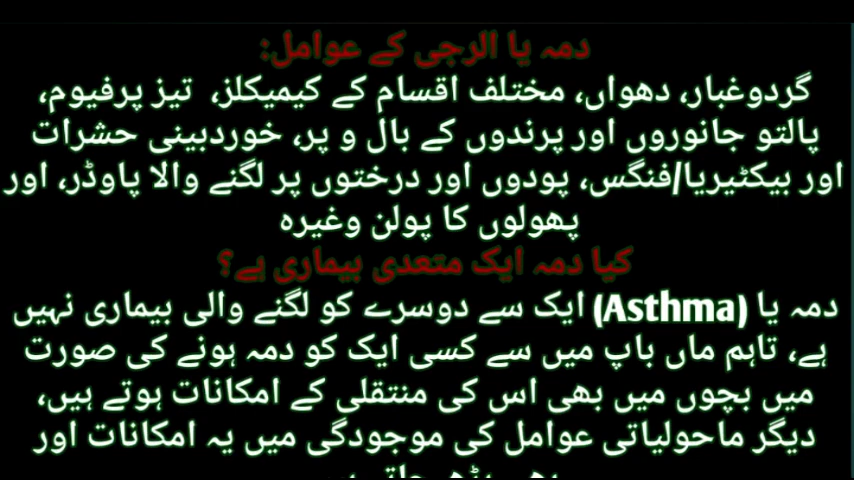 دمہ یا الرجی کے عوامل:
گردوغبار، دھواں، مختلف اقسام کے کیمیکلز، تیز پرفیوم،
پالتو جانوروں اور پرندوں کے بال و پر، خوردبینی حشرات
اور بیکٹیریا/فنگس، پودوں اور درختوں پر لگنے والا پاوڈر، اور
پھولوں کا پولن وغیرہ
کیا دمہ ایک متعدی بیماری ہے؟
دمہ یا (Asthma) ایک سے دوسرے کو لگنے والی بیماری نہیں
ہے، تاہم ماں باپ میں سے کسی ایک کو دمہ ہونے کی صورت
میں بچوں میں بھی اس کی منتقلی کے امکانات ہوتے ہیں،
دیگر ماحولیاتی عوامل کی موجودگی میں یہ امکانات اور